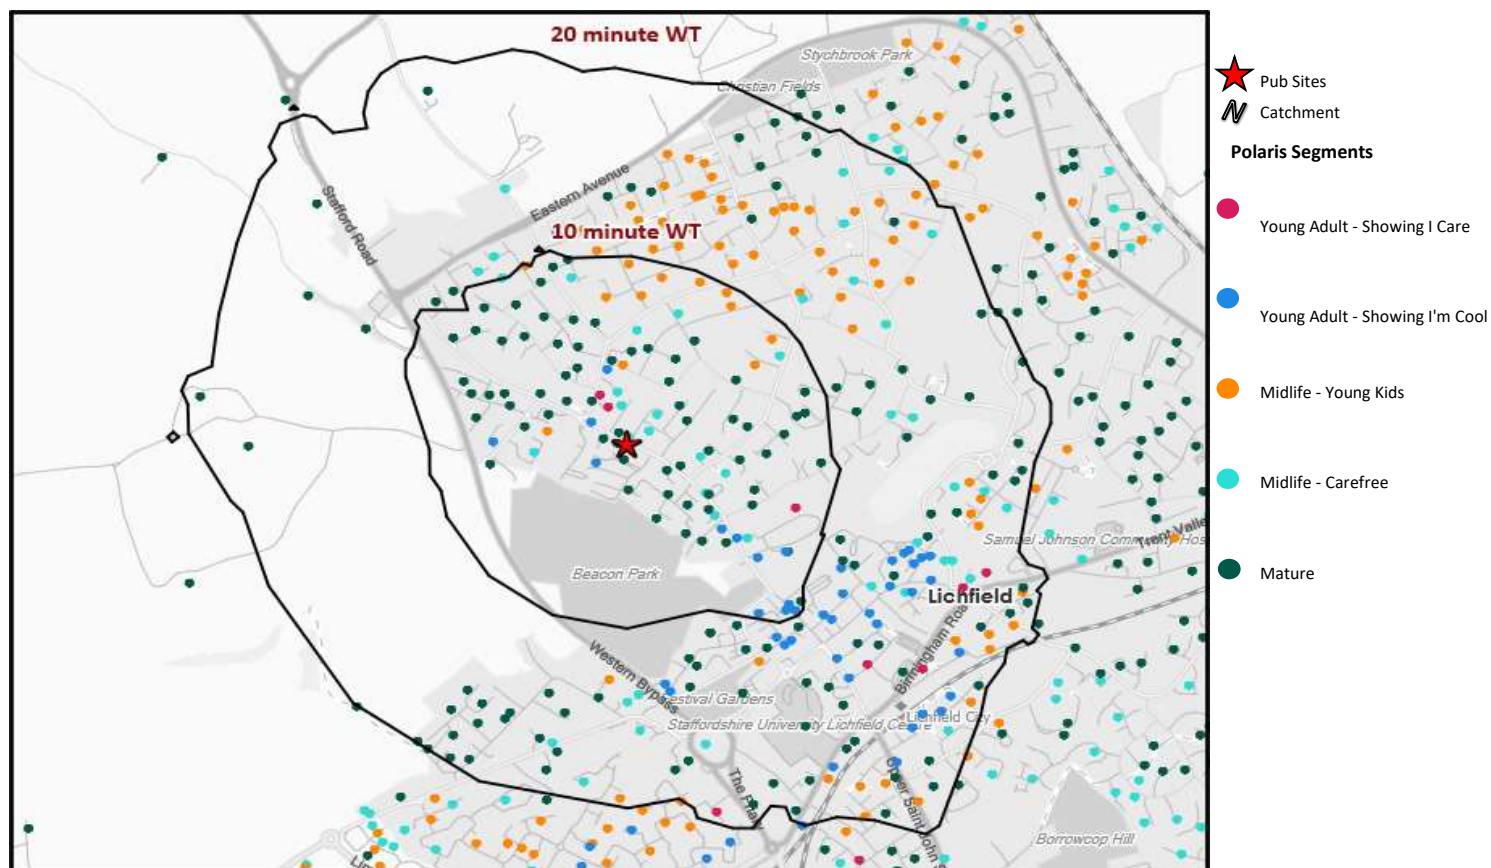 20 minute WT
Stychbrook Park
Christian Fields
Eastern Avenue
Stafford Road
10 minute WT
Samuel Johnson Community Hos
Trent Valle
Beacon Park
Lichfield
Birmingham Road
Western Bypass
Festival Gardens
Lichfield City
Staffordshire University Lichfield Centre
The Friary
Upper Saint John S
Borrowcop Hill
Pub Sites
Catchment
Polaris Segments
Young Adult - Showing I Care
Young Adult - Showing I'm Cool
Midlife - Young Kids
Midlife - Carefree
Mature